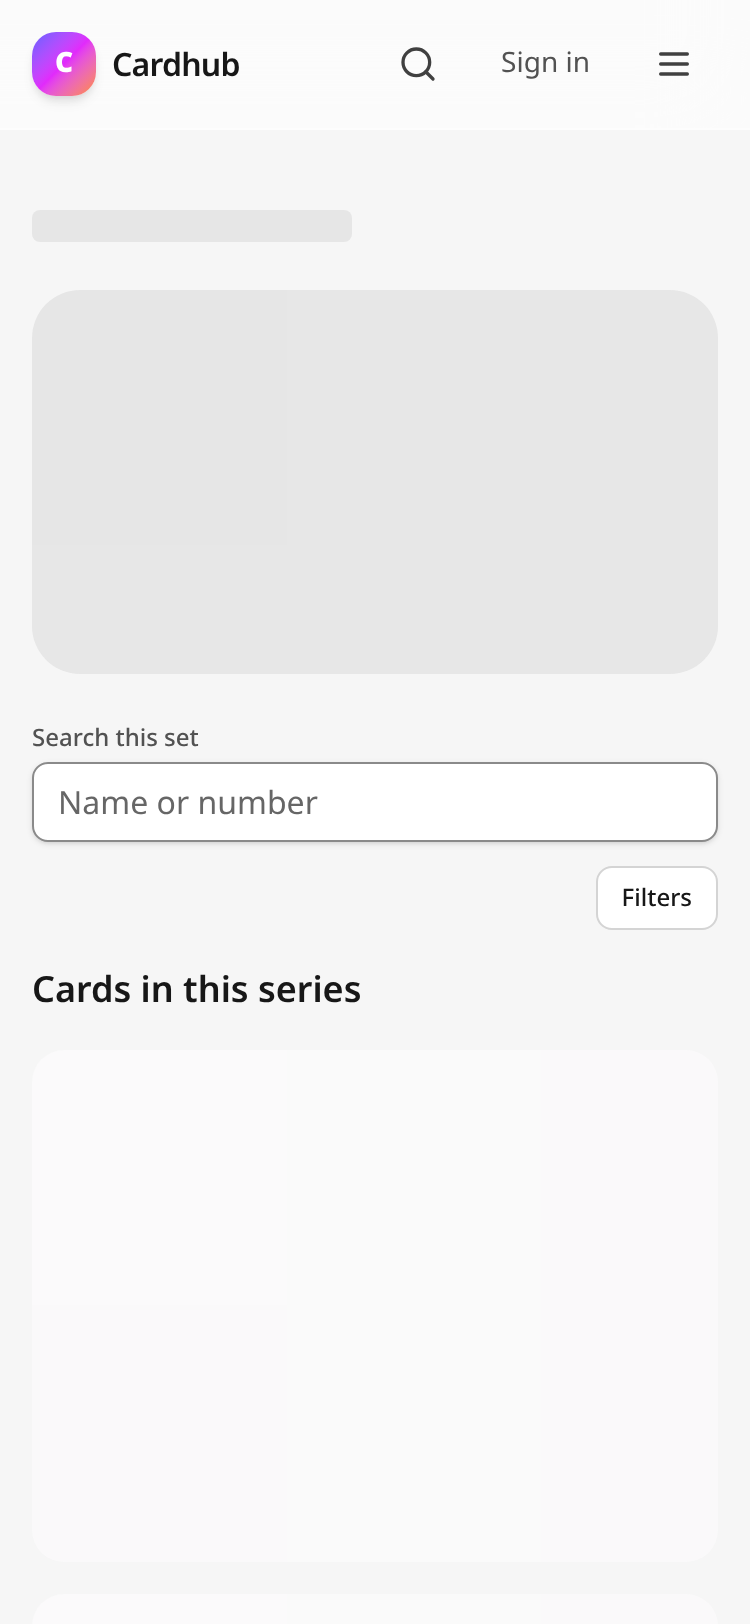 C
Cardhub
Sign in
Search this set
Name or number
Filters
Cards in this series